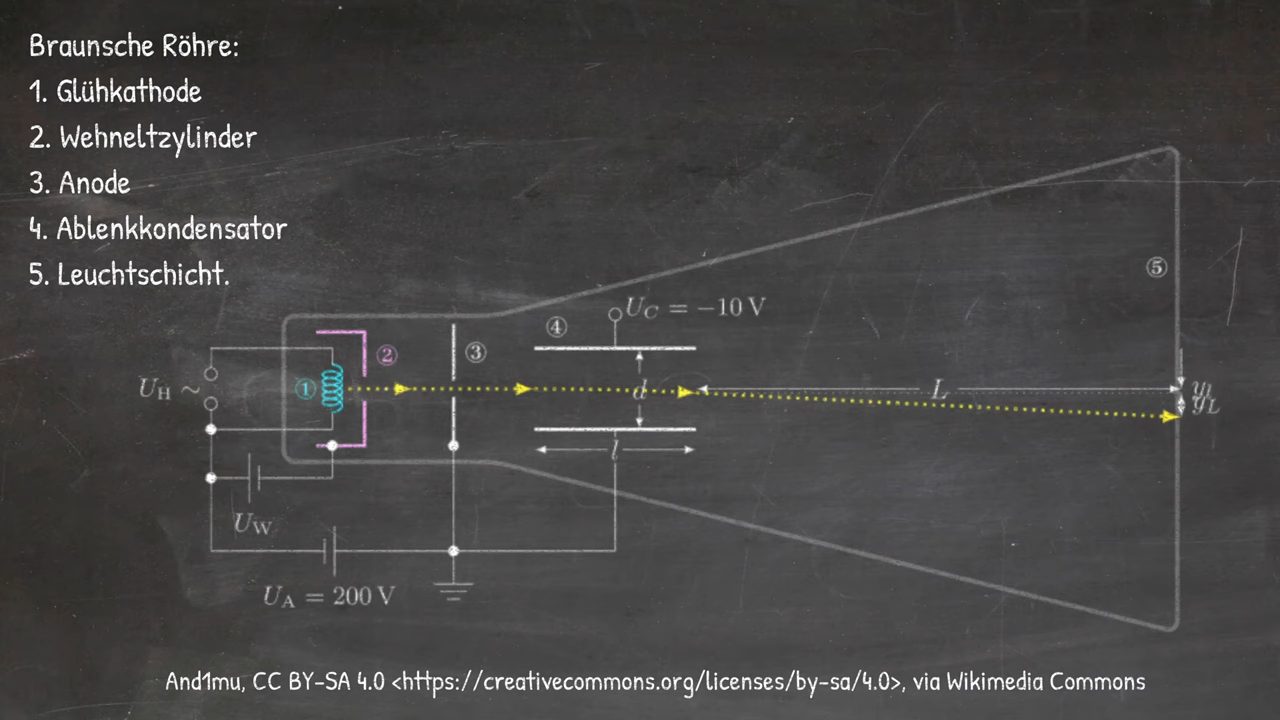 Braunsche Röhre:
1. Glühkathode
2. Wehneltzylinder
3. Anode
4. Ablenkkondensator
5. Leuchtschicht.
U_C = −10 V
⑤
④
③
②
①
U_H ~
d
L
y_L
l
U_W
U_A = 200 V
And1mu, CC BY-SA 4.0 <https://creativecommons.org/licenses/by-sa/4.0>, via Wikimedia Commons